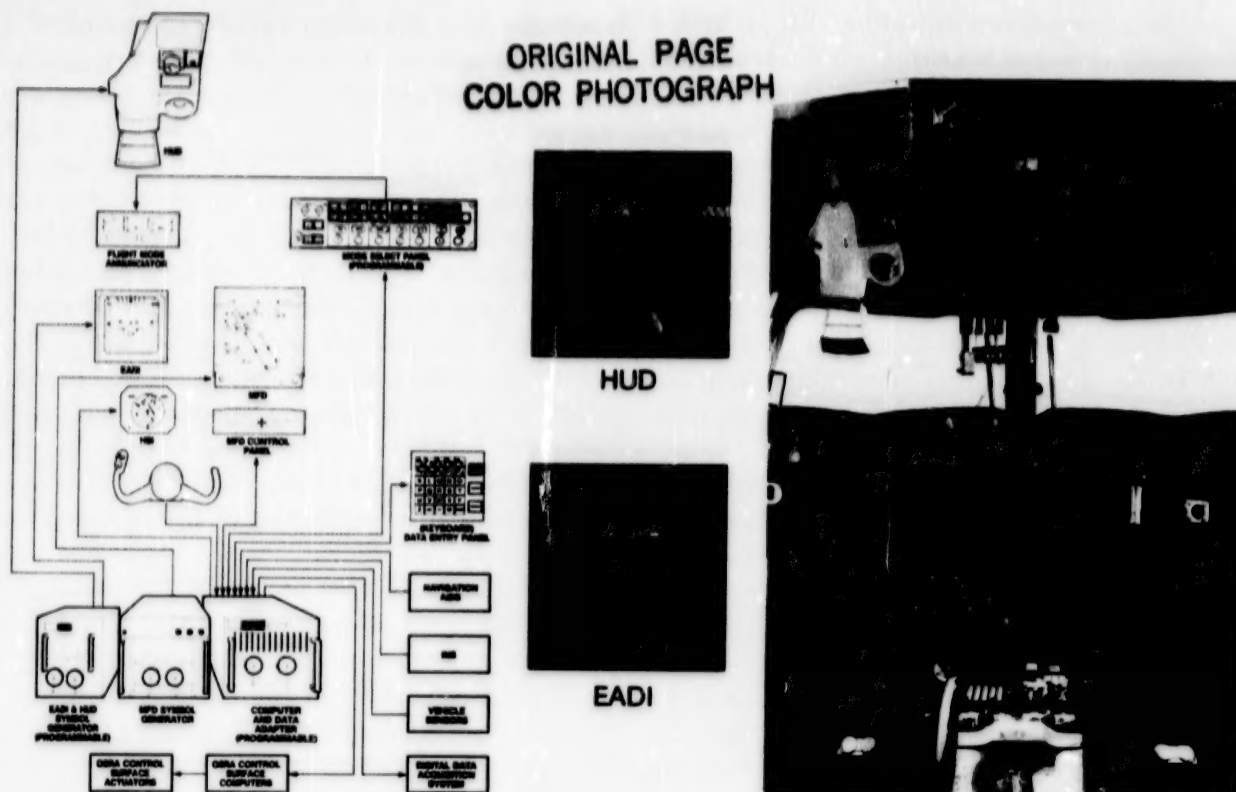 ORIGINAL PAGE
COLOR PHOTOGRAPH
HUD
FLIGHT MODE
ANNUNCIATOR
MODE SELECT PANEL
(PROGRAMMABLE)
EADI
MFD
HSI
MFD CONTROL
PANEL
(KEYBOARD)
DATA ENTRY PANEL
NAVIGATION
AIDS
INS
VEHICLE
SENSORS
EADI & HUD
SYMBOL
GENERATOR
(PROGRAMMABLE)
MFD SYMBOL
GENERATOR
COMPUTER
AND DATA
ADAPTER
(PROGRAMMABLE)
CONTROL
SURFACE
ACTUATORS
CONTROL
SURFACE
COMPUTERS
DIGITAL DATA
ACQUISITION
SYSTEM
HUD
EADI